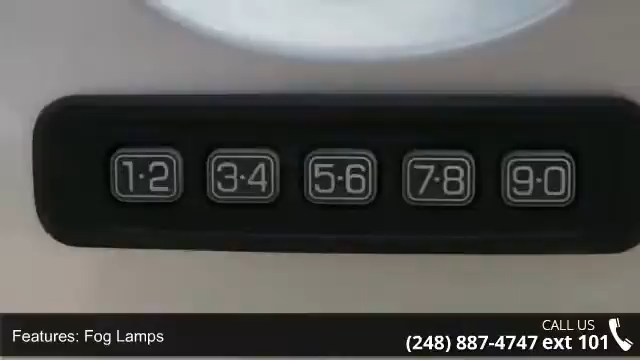 1·2 3·4 5·6 7·8 9·0
CALL US
Features: Fog Lamps
(248) 887-4747 ext 101